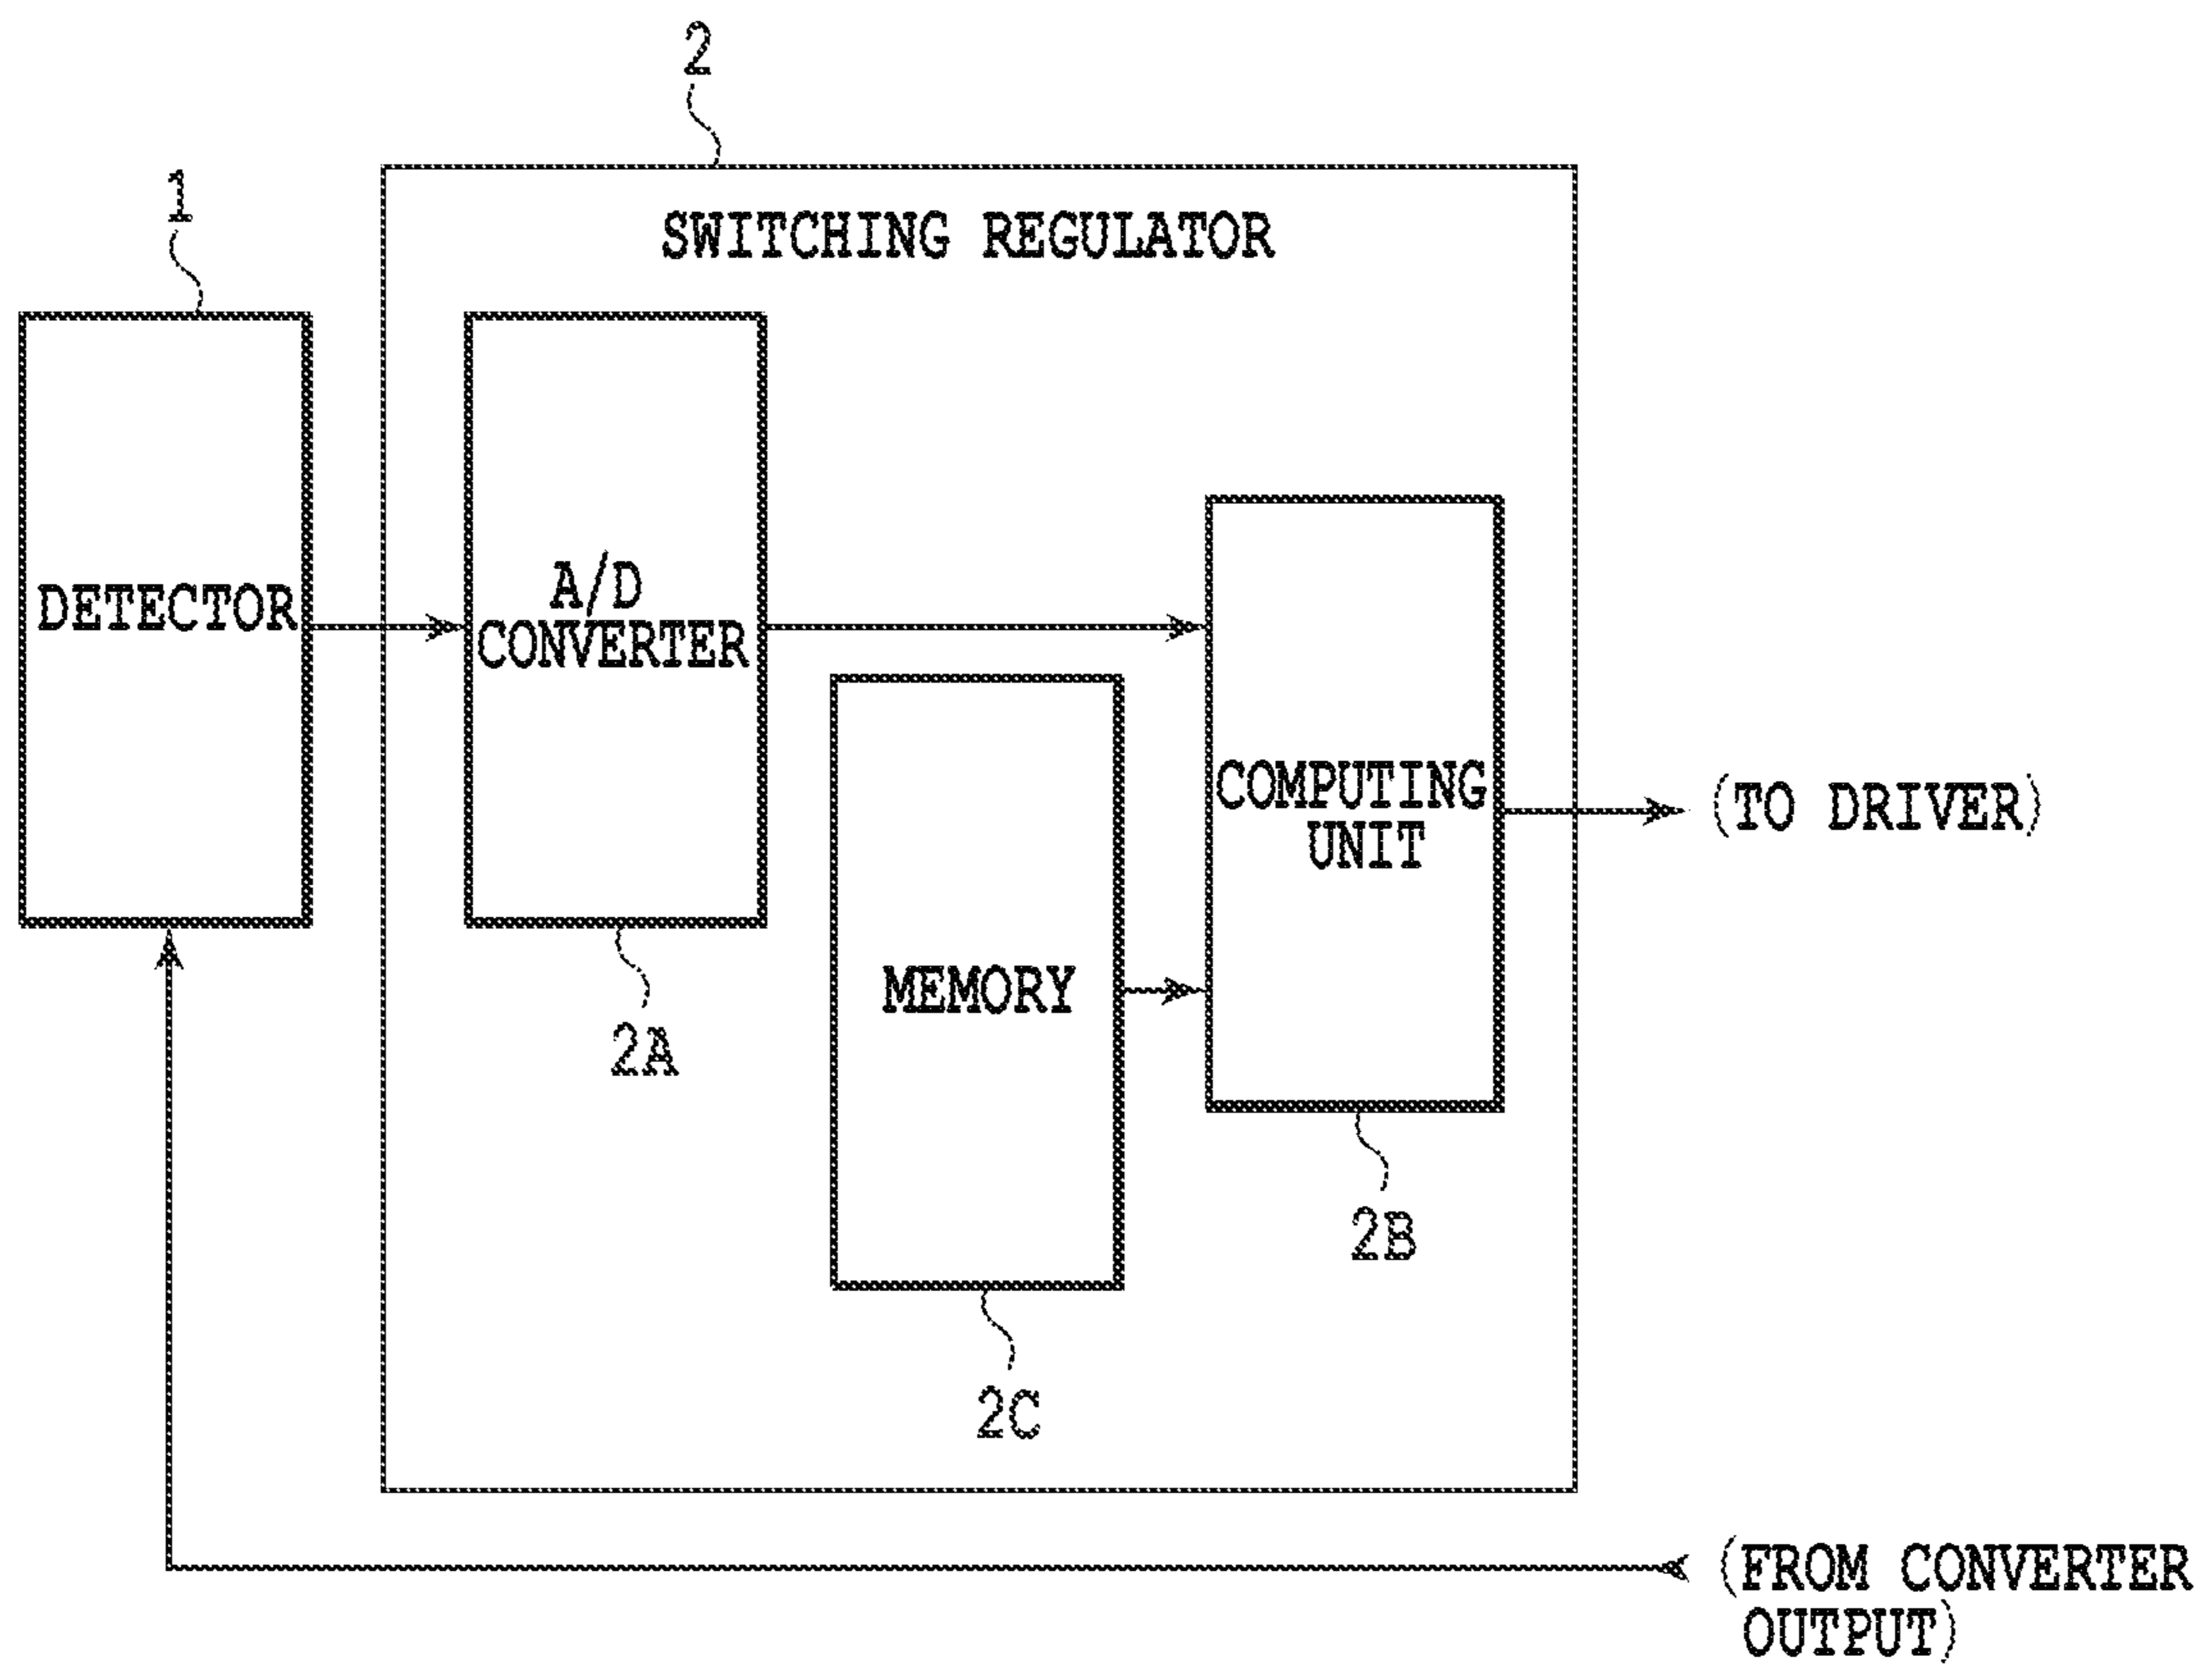 2
1
SWITCHING REGULATOR
DETECTOR
A/D
CONVERTER
COMPUTING
UNIT
(TO DRIVER)
MEMORY
2A
2B
2C
(FROM CONVERTER
OUTPUT)